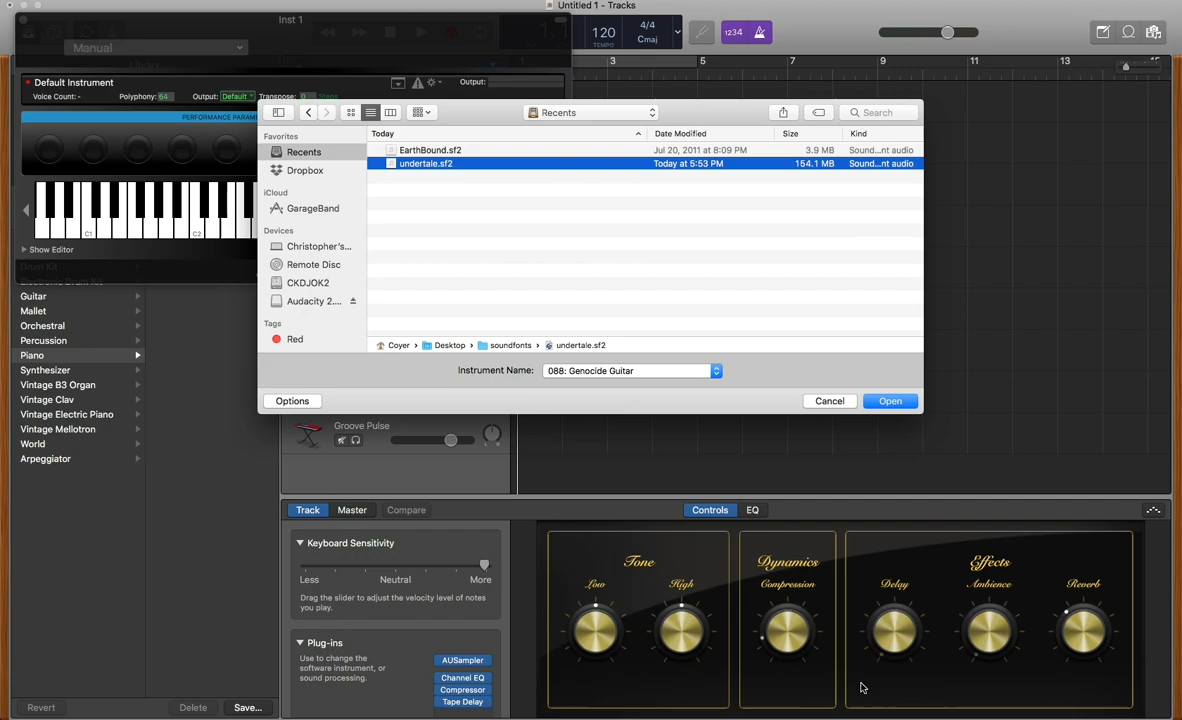 Untitled 1 - Tracks
Inst 1
Manual
120
TEMPO
4/4
Cmaj
1234
3 5 7 9 11 13
Default Instrument
Output:
Voice Count: - Polyphony: 64 Output: Default Transpose: 0 Steps
PERFORMANCE PARAM
C1 C2
Show Editor
Drum Kit
Electronic Drum Kit
Guitar
Mallet
Orchestral
Percussion
Piano
Synthesizer
Vintage B3 Organ
Vintage Clav
Vintage Electric Piano
Vintage Mellotron
World
Arpeggiator
Revert Delete Save...
Recents
Search
Favorites
Recents
Dropbox
iCloud
GarageBand
Devices
Christopher's...
Remote Disc
CKDJOK2
Audacity 2....
Tags
Red
Today Date Modified Size Kind
EarthBound.sf2 Jul 20, 2011 at 8:09 PM 3.9 MB Sound...nt audio
undertale.sf2 Today at 5:53 PM 154.1 MB Sound...nt audio
Coyer › Desktop › soundfonts › undertale.sf2
Instrument Name: 088: Genocide Guitar
Options Cancel Open
Groove Pulse
Track Master Compare Controls EQ
Keyboard Sensitivity
Less Neutral More
Drag the slider to adjust the velocity level of notes
you play.
Plug-ins
Use to change the
software instrument, or
sound processing.
AUSampler
Channel EQ
Compressor
Tape Delay
Tone
Low High
Dynamics
Compression
Effects
Delay Ambience Reverb